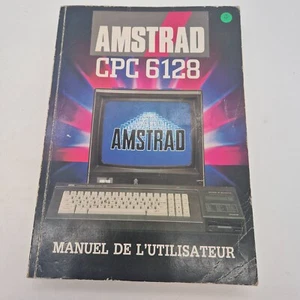 AMSTRAD
CPC 6128
AMSTRAD
MANUEL DE L'UTILISATEUR